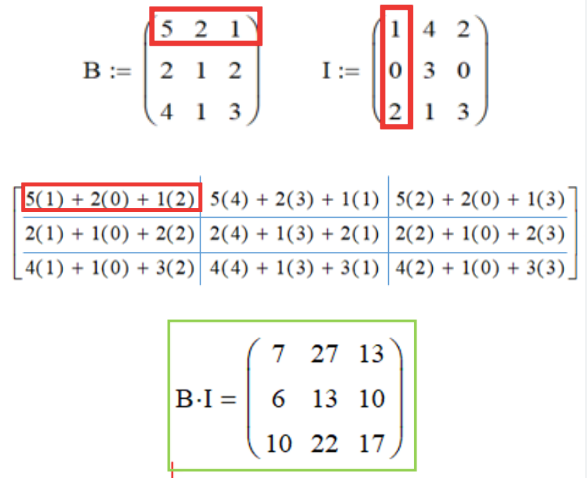 B := ( 5 2 1   I := ( 1 4 2
2 1 2   0 3 0
4 1 3 )   2 1 3 )
[ 5(1) + 2(0) + 1(2) 5(4) + 2(3) + 1(1) 5(2) + 2(0) + 1(3)
2(1) + 1(0) + 2(2) 2(4) + 1(3) + 2(1) 2(2) + 1(0) + 2(3)
4(1) + 1(0) + 3(2) 4(4) + 1(3) + 3(1) 4(2) + 1(0) + 3(3) ]
B·I = ( 7 27 13
6 13 10
10 22 17 )